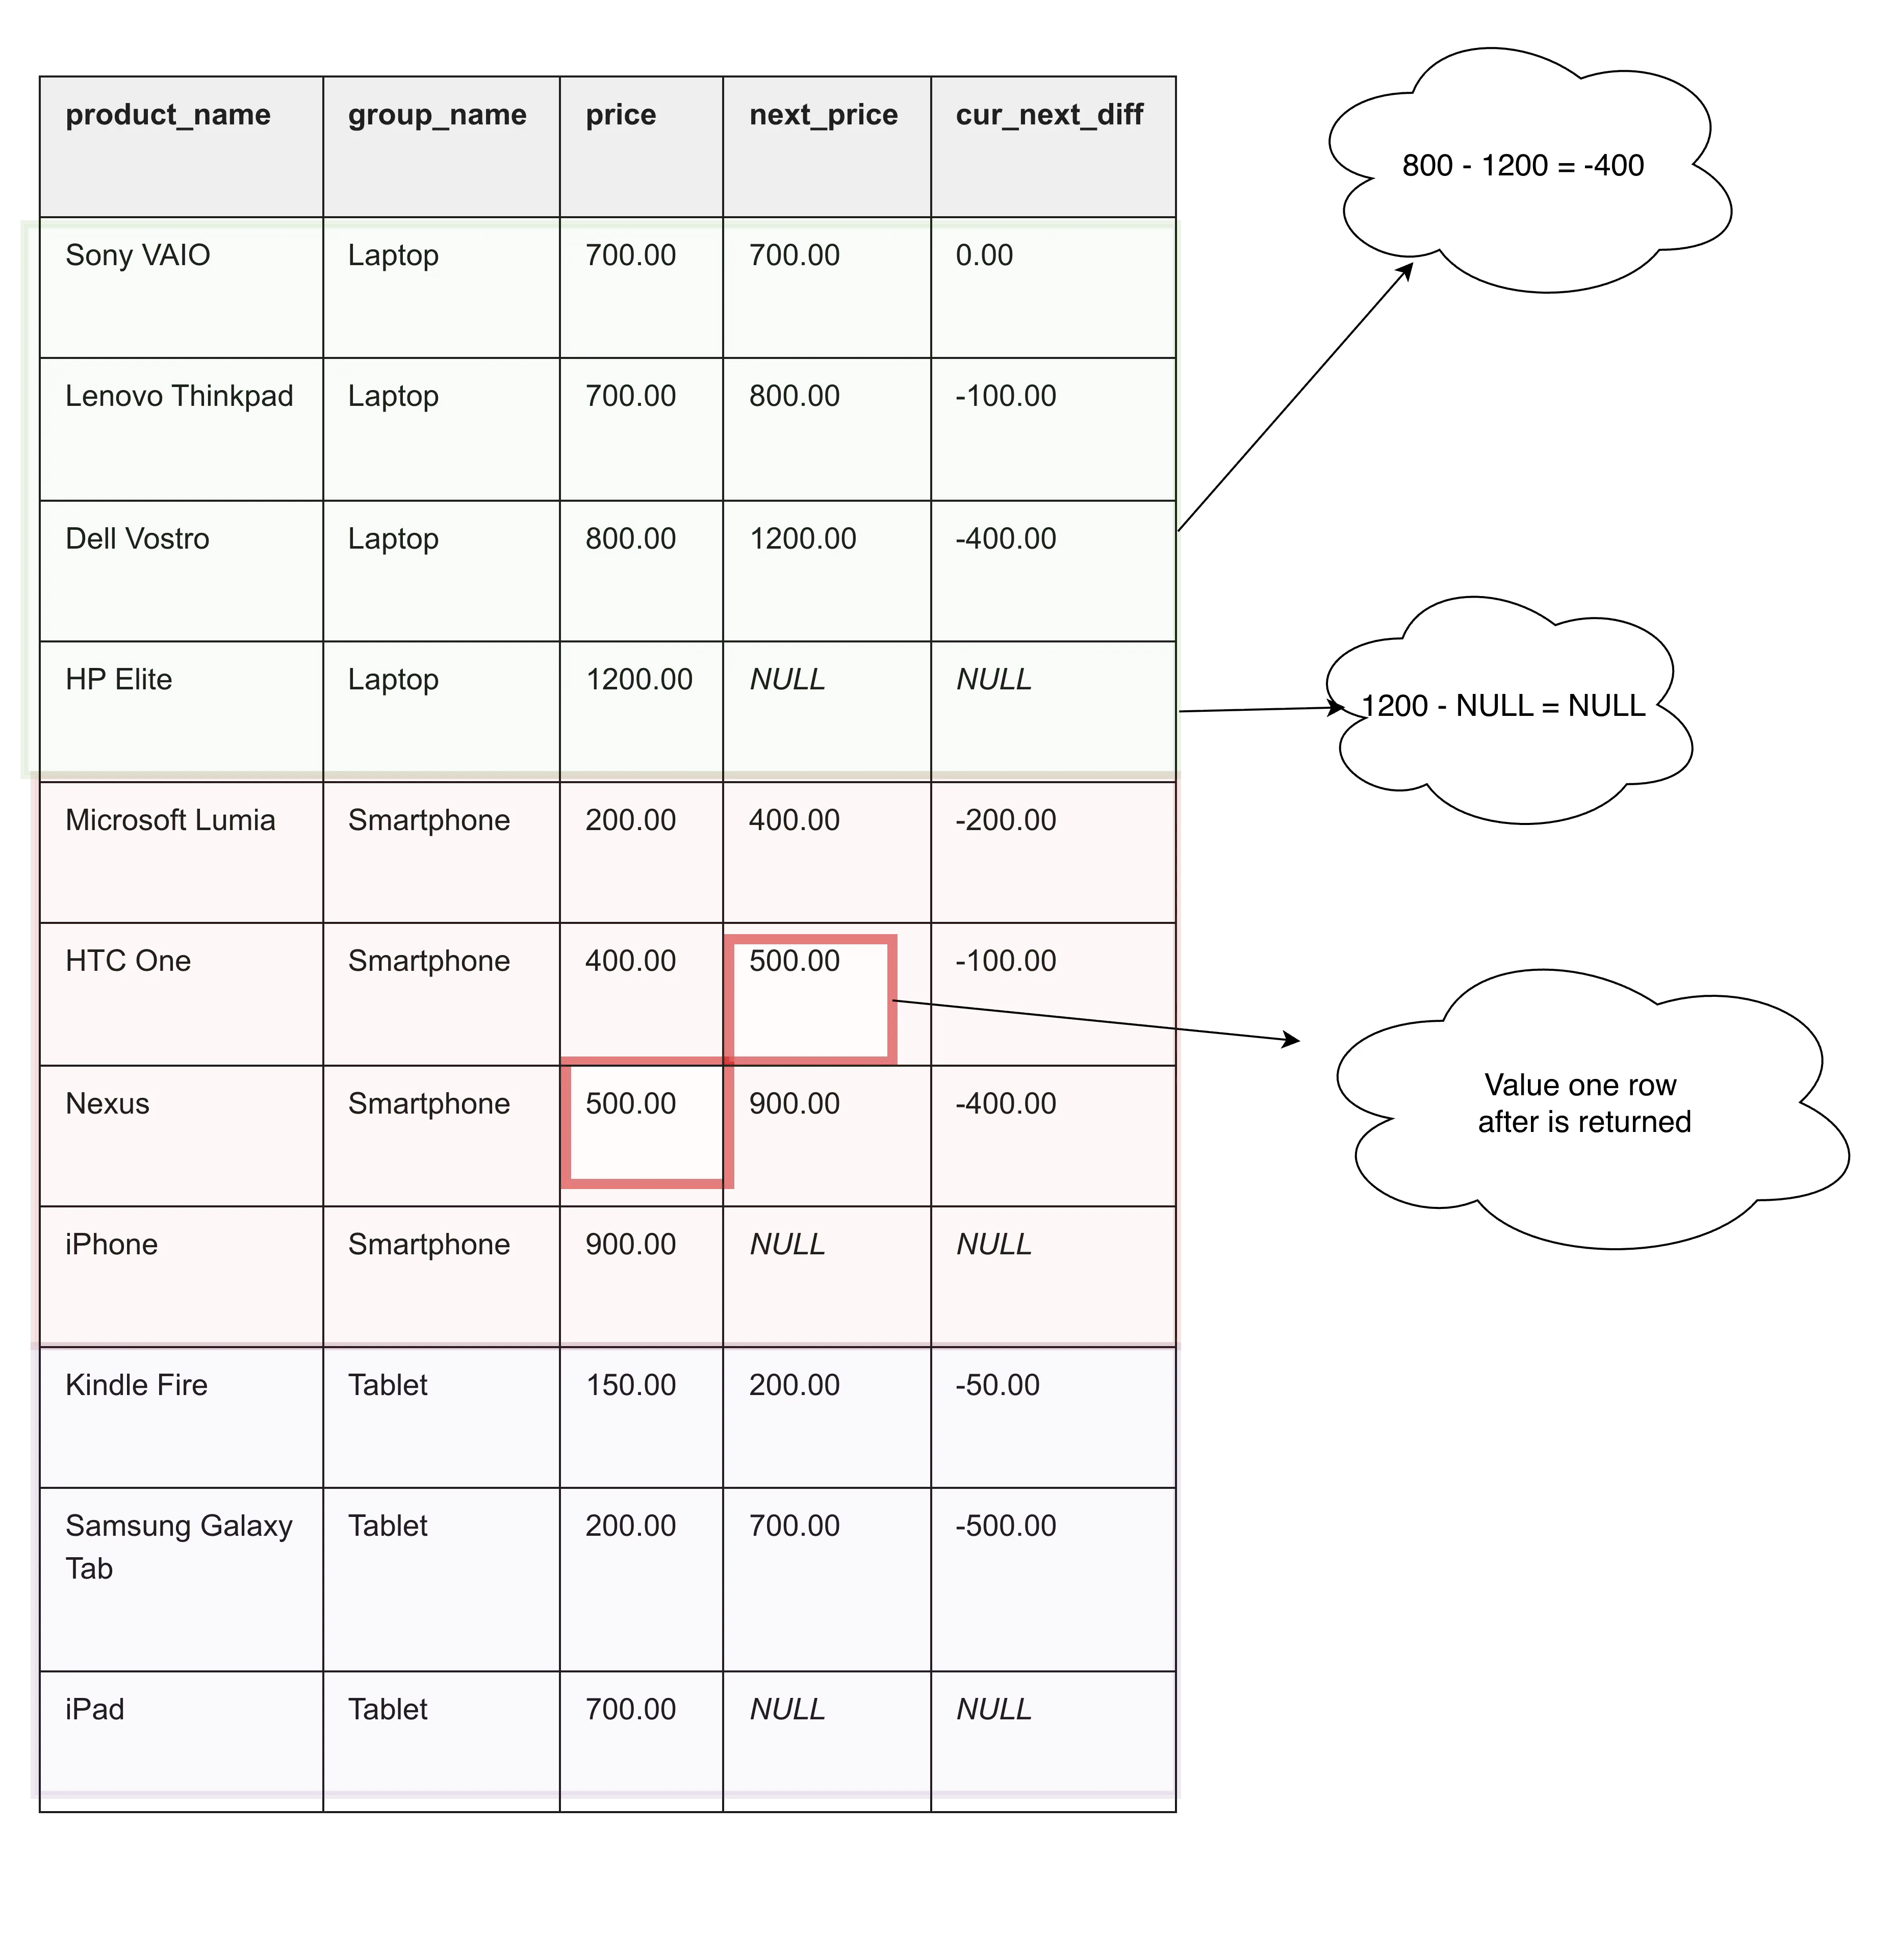 product_name group_name price next_price cur_next_diff
Sony VAIO Laptop 700.00 700.00 0.00
Lenovo Thinkpad Laptop 700.00 800.00 -100.00
Dell Vostro Laptop 800.00 1200.00 -400.00
HP Elite Laptop 1200.00 NULL NULL
Microsoft Lumia Smartphone 200.00 400.00 -200.00
HTC One Smartphone 400.00 500.00 -100.00
Nexus Smartphone 500.00 900.00 -400.00
iPhone Smartphone 900.00 NULL NULL
Kindle Fire Tablet 150.00 200.00 -50.00
Samsung Galaxy Tablet 200.00 700.00 -500.00
Tab
iPad Tablet 700.00 NULL NULL
800 - 1200 = -400
1200 - NULL = NULL
Value one row
after is returned